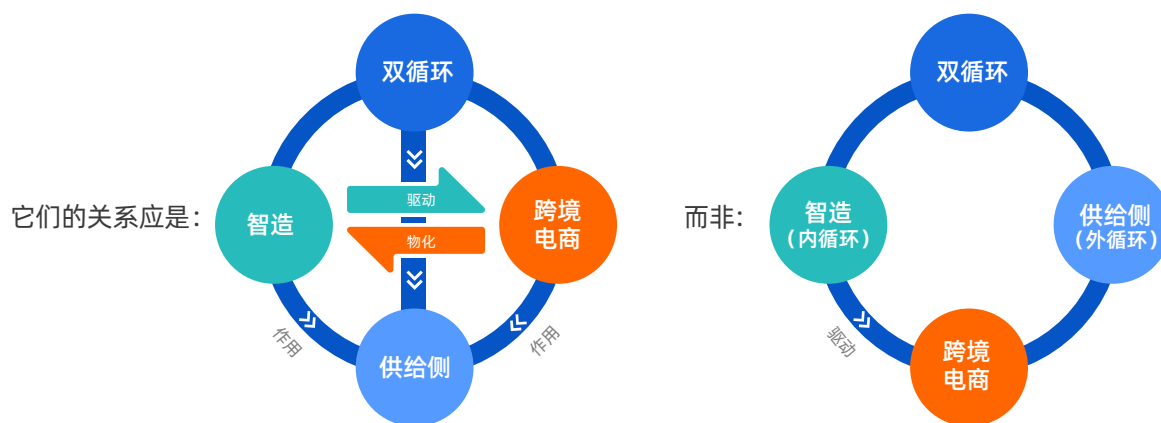 它们的关系应是：
双循环
智造
驱动
物化
跨境
电商
作用
作用
供给侧
而非：
双循环
智造
（内循环）
供给侧
（外循环）
驱动
跨境
电商